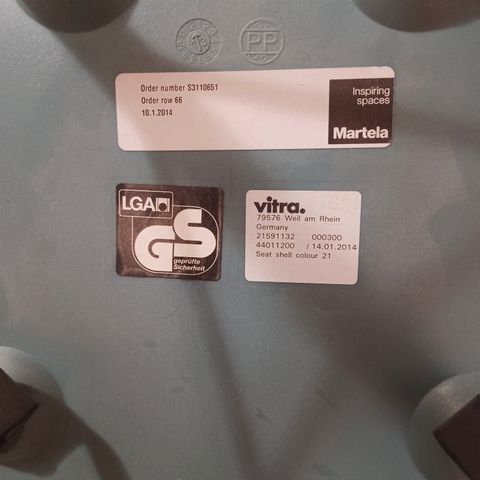 PP
Order number S3110651
Order row 66
10.1.2014
Inspiring
spaces
Martela
LGA
GS
geprüfte
Sicherheit
vitra.
79576 Weil am Rhein
Germany
21591132 000300
44011200 / 14.01.2014
Seat shell colour 21